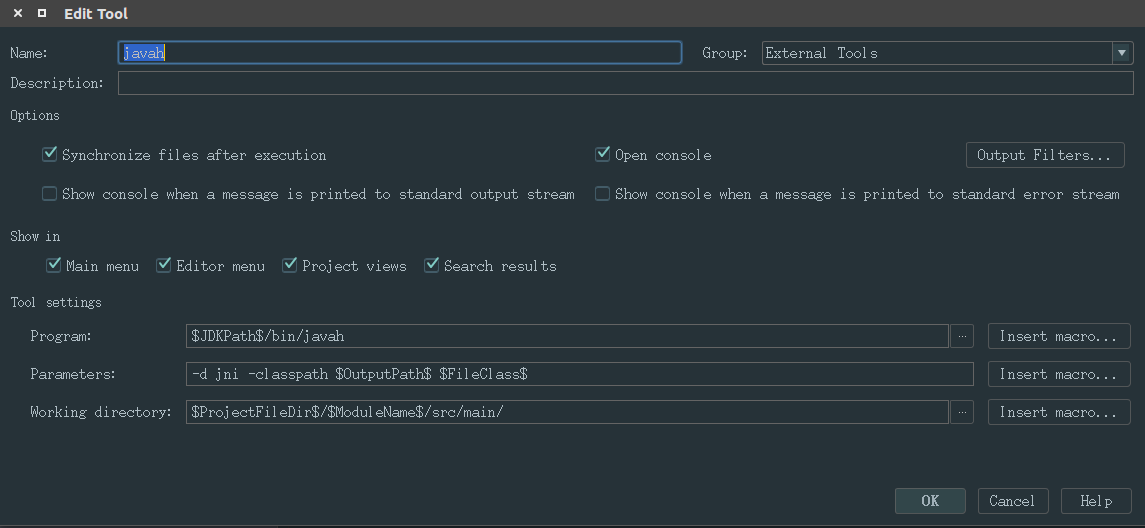 Edit Tool
Name: javah Group: External Tools
Description:
Options
Synchronize files after execution Open console Output Filters...
Show console when a message is printed to standard output stream Show console when a message is printed to standard error stream
Show in
Main menu Editor menu Project views Search results
Tool settings
Program: $JDKPath$/bin/javah ... Insert macro...
Parameters: -d jni -classpath $OutputPath$ $FileClass$ Insert macro...
Working directory: $ProjectFileDir$/$ModuleName$/src/main/ ... Insert macro...
OK Cancel Help